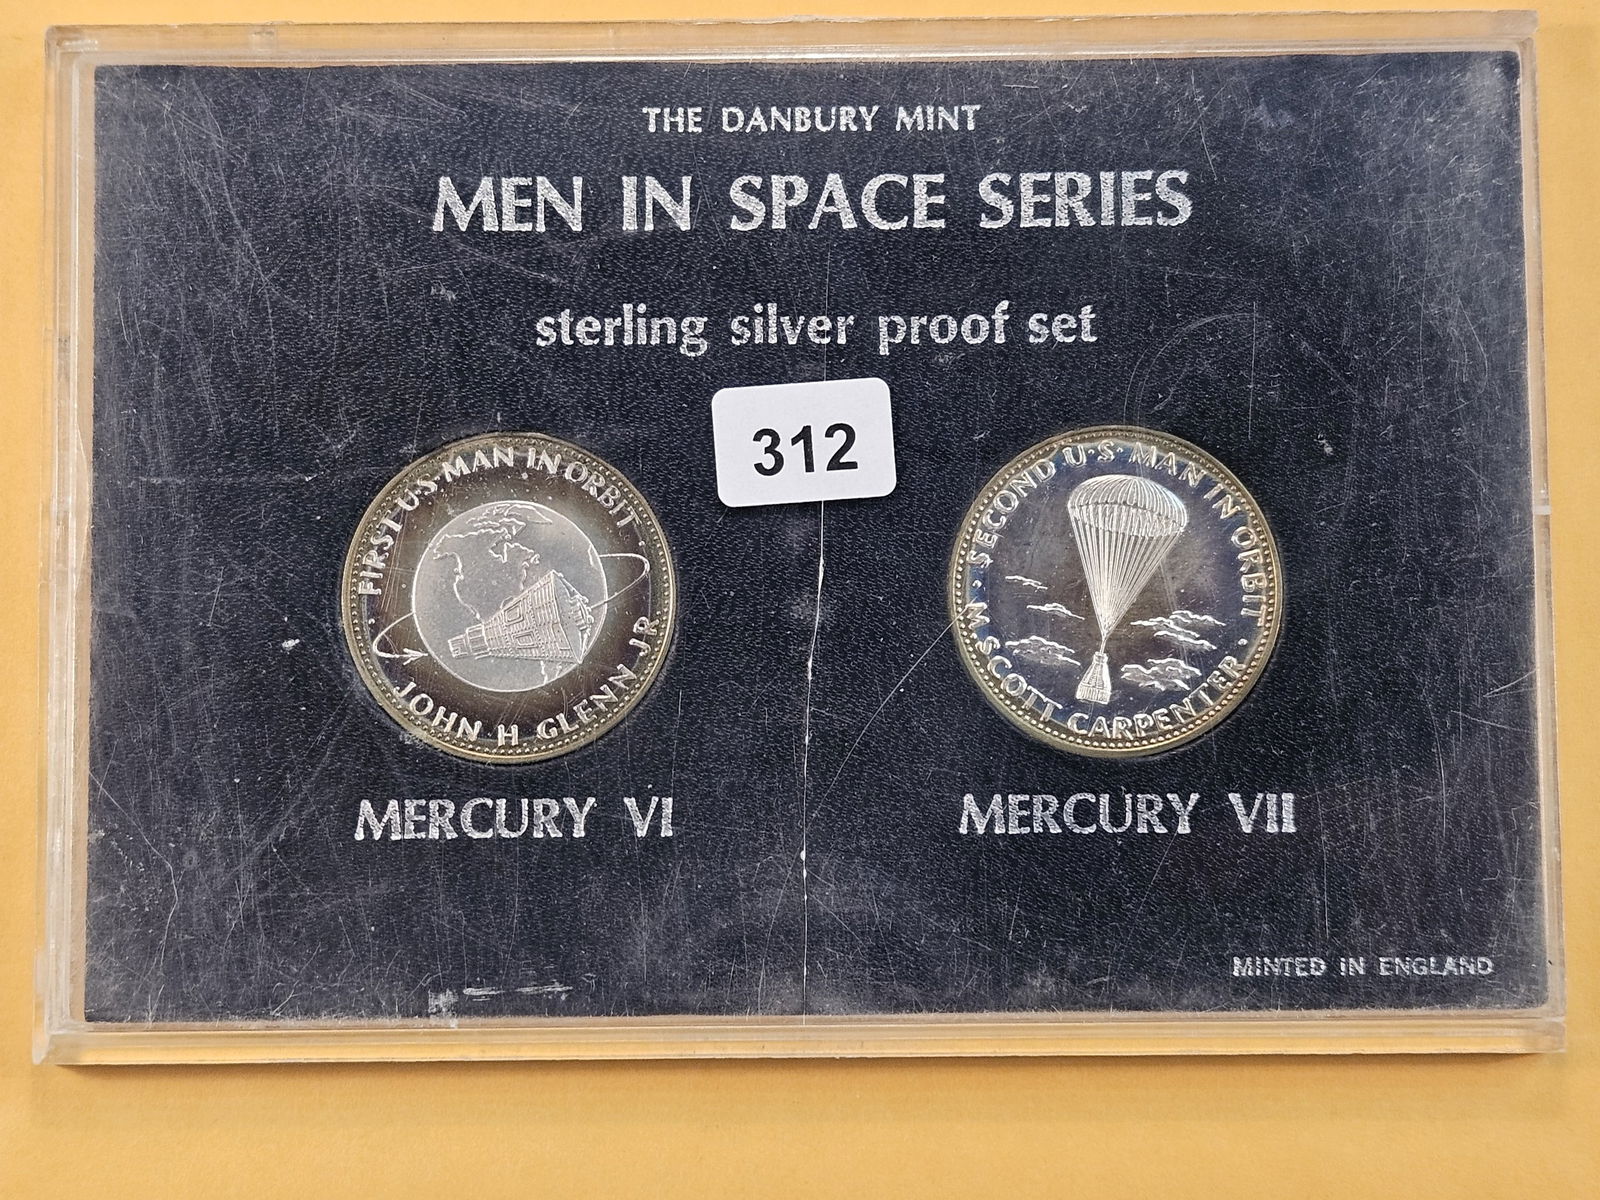 THE DANBURY MINT
MEN IN SPACE SERIES
sterling silver proof set
312
FIRST U·S·MAN IN ORBIT·
JOHN H. GLENN JR.
· SECOND U·S·MAN IN ORBIT ·
M. SCOTT CARPENTER
MERCURY VI
MERCURY VII
MINTED IN ENGLAND